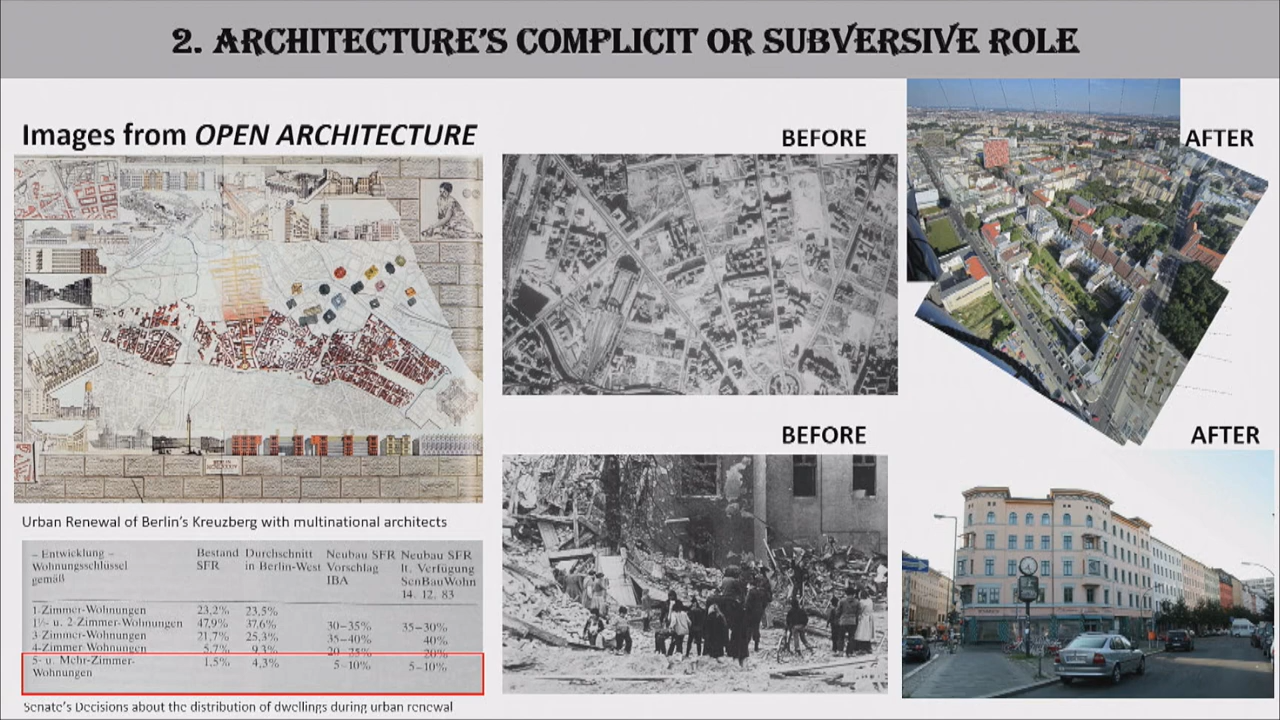 2. ARCHITECTURE'S COMPLICIT OR SUBVERSIVE ROLE
Images from OPEN ARCHITECTURE
BEFORE
AFTER
Urban Renewal of Berlin's Kreuzberg with multinational architects
BEFORE
AFTER
– Entwicklung – Bestand Durchschnitt Neubau SFR Neubau SFR
Wohnungsschlüssel SFR in Berlin-West Vorschlag lt. Verfügung
gemäß IBA SenBauWohn
14. 12. 83
1-Zimmer-Wohnungen 23,2% 23,5%
1½- u. 2-Zimmer-Wohnungen 47,9% 37,6% 30–35% 35–30%
3-Zimmer-Wohnungen 21,7% 25,3% 35–40% 40%
4-Zimmer-Wohnungen 5,7% 9,3% 20–25% 20%
5- u. Mehr-Zimmer- 1,5% 4,3% 5–10% 5–10%
Wohnungen
Senate's Decisions about the distribution of dwellings during urban renewal